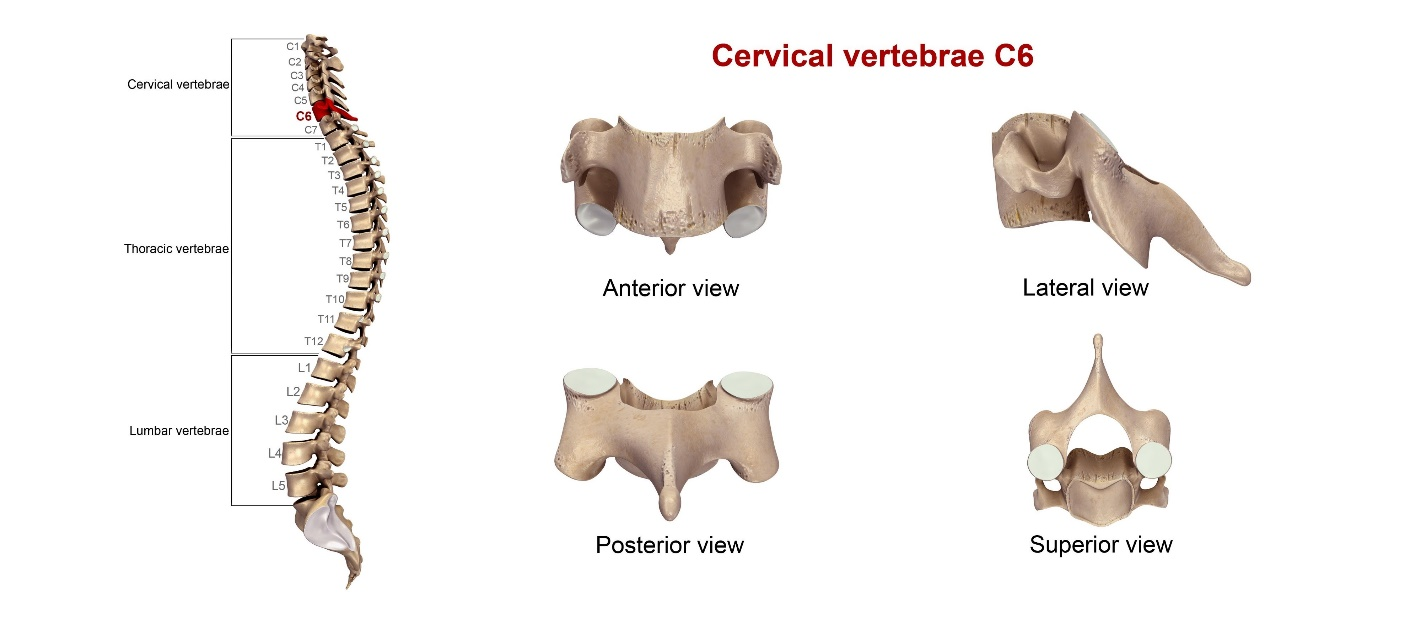 Cervical vertebrae C6
Cervical vertebrae
C1
C2
C3
C4
C5
C6
C7
Thoracic vertebrae
T1
T2
T3
T4
T5
T6
T7
T8
T9
T10
T11
T12
Lumbar vertebrae
L1
L2
L3
L4
L5
Anterior view
Lateral view
Posterior view
Superior view